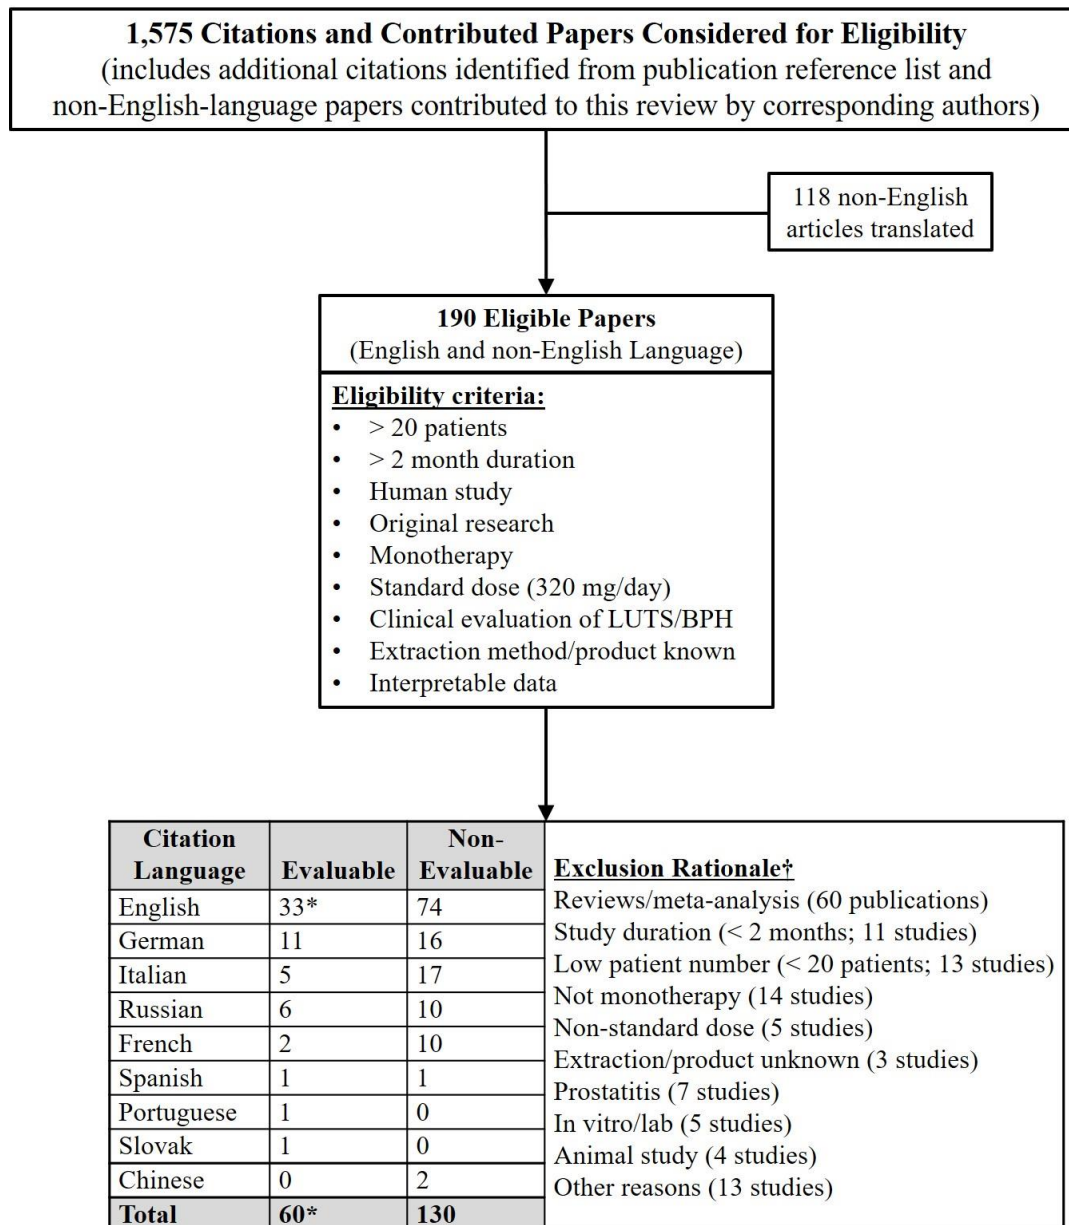 1,575 Citations and Contributed Papers Considered for Eligibility
(includes additional citations identified from publication reference list and
non-English-language papers contributed to this review by corresponding authors)
118 non-English
articles translated
190 Eligible Papers
(English and non-English Language)
Eligibility criteria:
• > 20 patients
• > 2 month duration
• Human study
• Original research
• Monotherapy
• Standard dose (320 mg/day)
• Clinical evaluation of LUTS/BPH
• Extraction method/product known
• Interpretable data
Citation Language Evaluable Non-Evaluable
English 33* 74
German 11 16
Italian 5 17
Russian 6 10
French 2 10
Spanish 1 1
Portuguese 1 0
Slovak 1 0
Chinese 0 2
Total 60* 130
Exclusion Rationale†
Reviews/meta-analysis (60 publications)
Study duration (< 2 months; 11 studies)
Low patient number (< 20 patients; 13 studies)
Not monotherapy (14 studies)
Non-standard dose (5 studies)
Extraction/product unknown (3 studies)
Prostatitis (7 studies)
In vitro/lab (5 studies)
Animal study (4 studies)
Other reasons (13 studies)